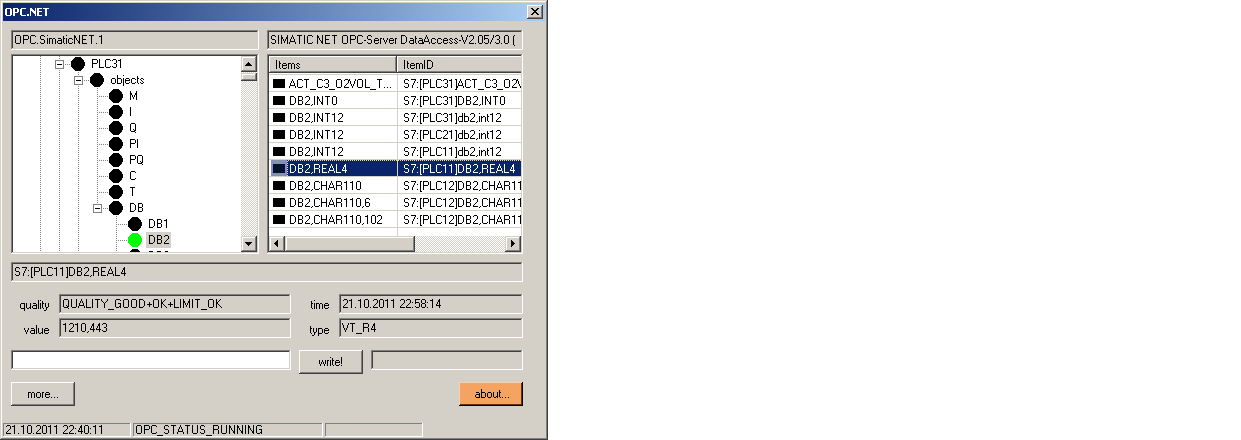 OPC.NET
OPC.SimaticNET.1
SIMATIC NET OPC-Server DataAccess-V2.05/3.0 (
PLC31
objects
M
I
Q
PI
PQ
C
T
DB
DB1
DB2
Items ItemID
ACT_C3_O2VOL_T... S7:[PLC31]ACT_C3_O2V
DB2,INT0 S7:[PLC31]DB2,INT0
DB2,INT12 S7:[PLC31]db2,int12
DB2,INT12 S7:[PLC21]db2,int12
DB2,INT12 S7:[PLC11]db2,int12
DB2,REAL4 S7:[PLC11]DB2,REAL4
DB2,CHAR110 S7:[PLC12]DB2,CHAR11
DB2,CHAR110,6 S7:[PLC12]DB2,CHAR11
DB2,CHAR110,102 S7:[PLC12]DB2,CHAR11
S7:[PLC11]DB2,REAL4
quality QUALITY_GOOD+OK+LIMIT_OK time 21.10.2011 22:58:14
value 1210,443 type VT_R4
write!
more... about...
21.10.2011 22:40:11 OPC_STATUS_RUNNING